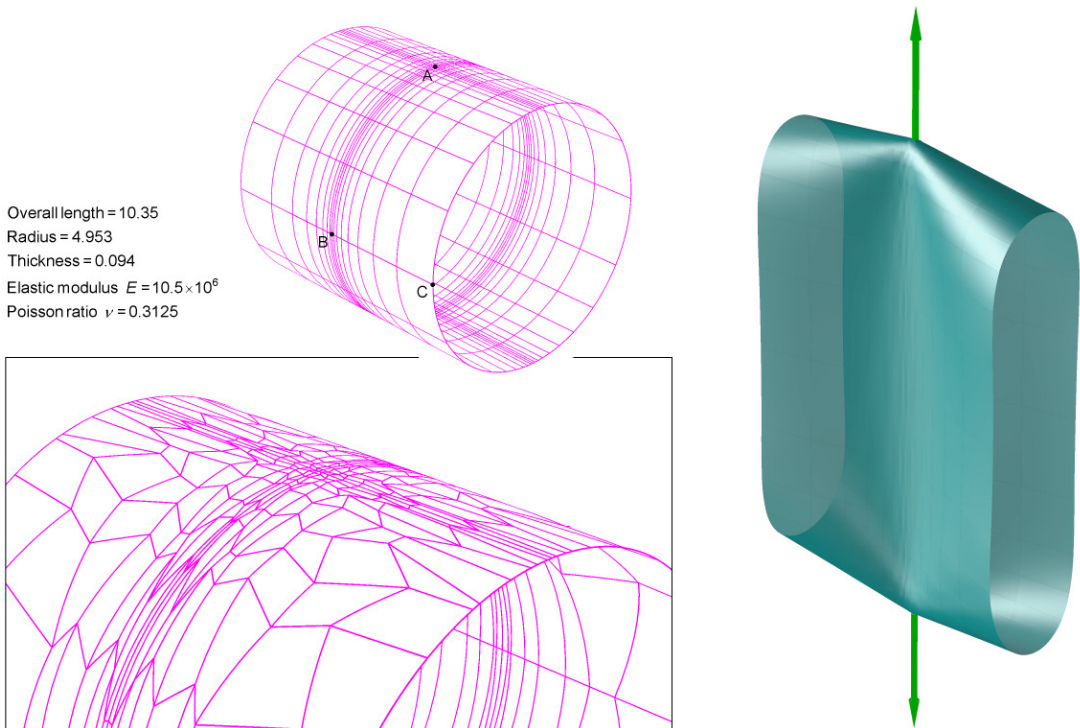 A
B
C
Overall length = 10.35
Radius = 4.953
Thickness = 0.094
Elastic modulus E = 10.5×10⁶
Poisson ratio ν = 0.3125